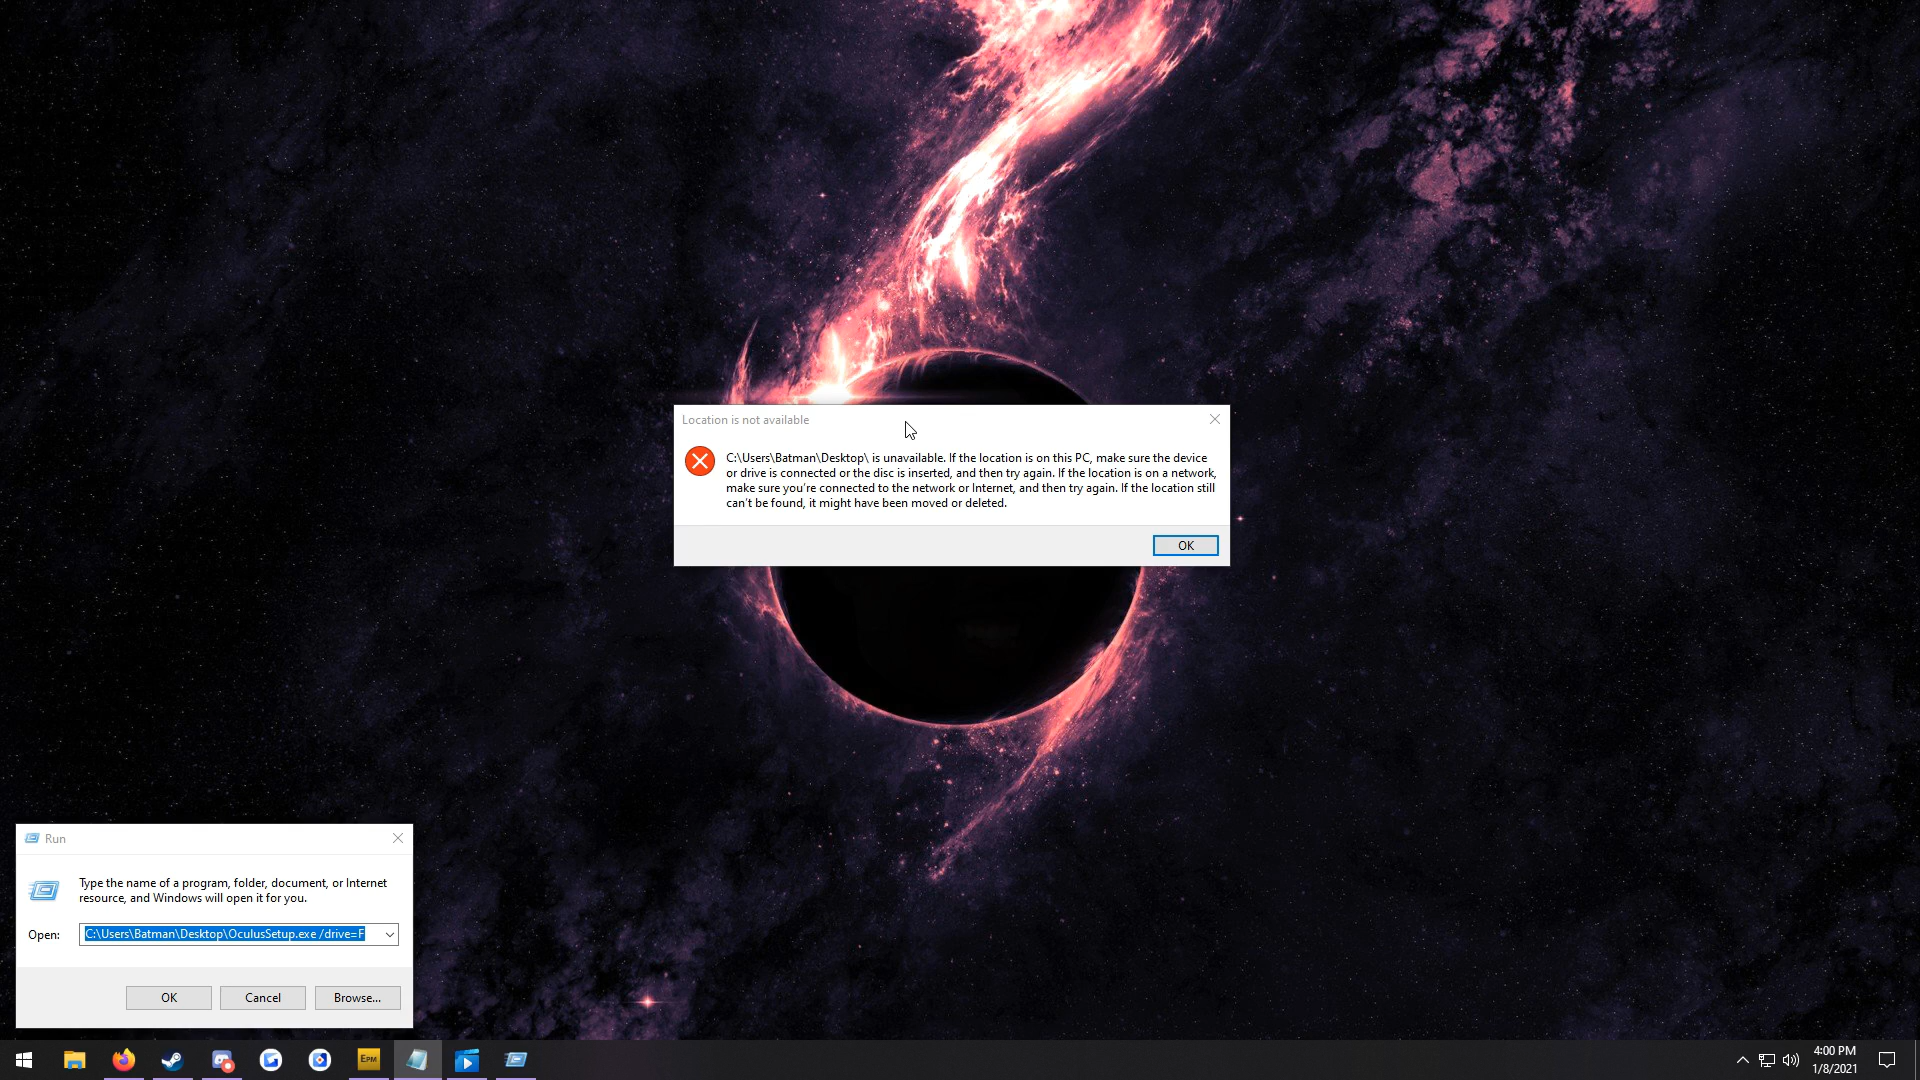 Location is not available
C:\Users\Batman\Desktop\ is unavailable. If the location is on this PC, make sure the device
or drive is connected or the disc is inserted, and then try again. If the location is on a network,
make sure you're connected to the network or Internet, and then try again. If the location still
can't be found, it might have been moved or deleted.
OK
Run
Type the name of a program, folder, document, or Internet
resource, and Windows will open it for you.
Open: C:\Users\Batman\Desktop\OculusSetup.exe /drive=F
OK Cancel Browse...
EPM
4:00 PM
1/8/2021